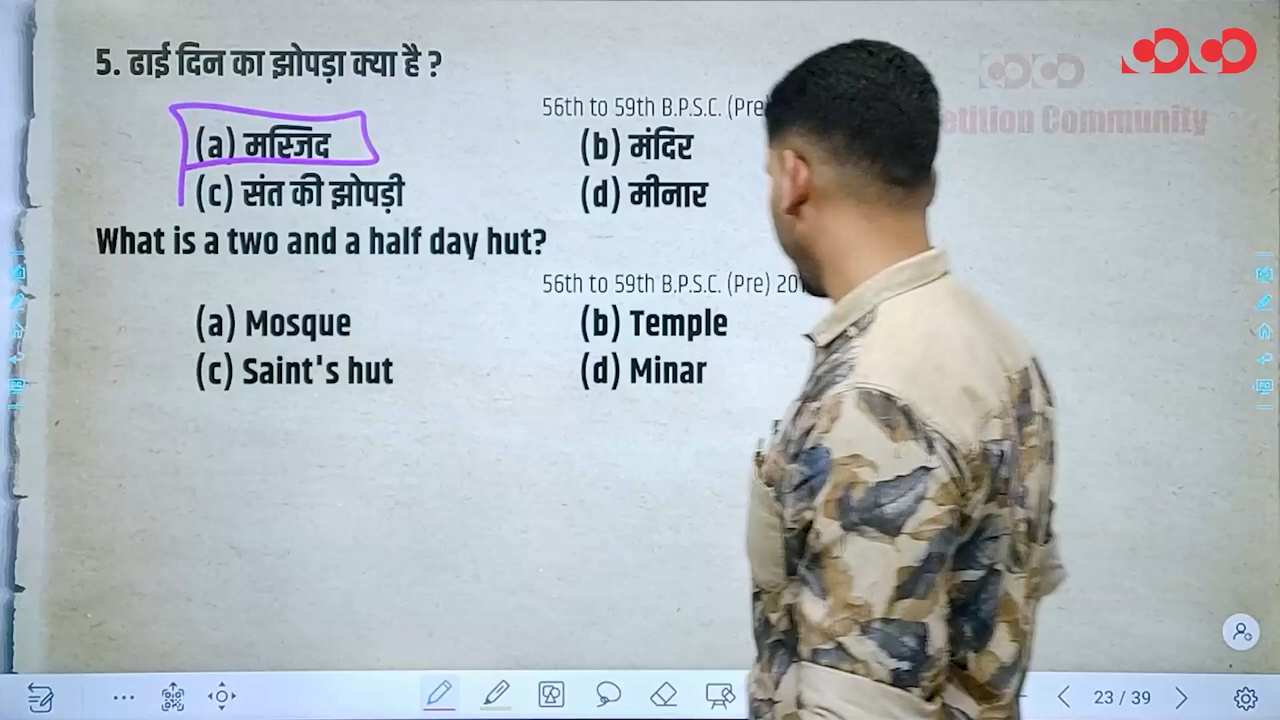 5. ढाई दिन का झोपड़ा क्या है ?
56th to 59th B.P.S.C. (Pre
(a) मस्जिद (b) मंदिर
(c) संत की झोपड़ी (d) मीनार
What is a two and a half day hut?
56th to 59th B.P.S.C. (Pre) 20
(a) Mosque (b) Temple
(c) Saint's hut (d) Minar
Community
23 / 39